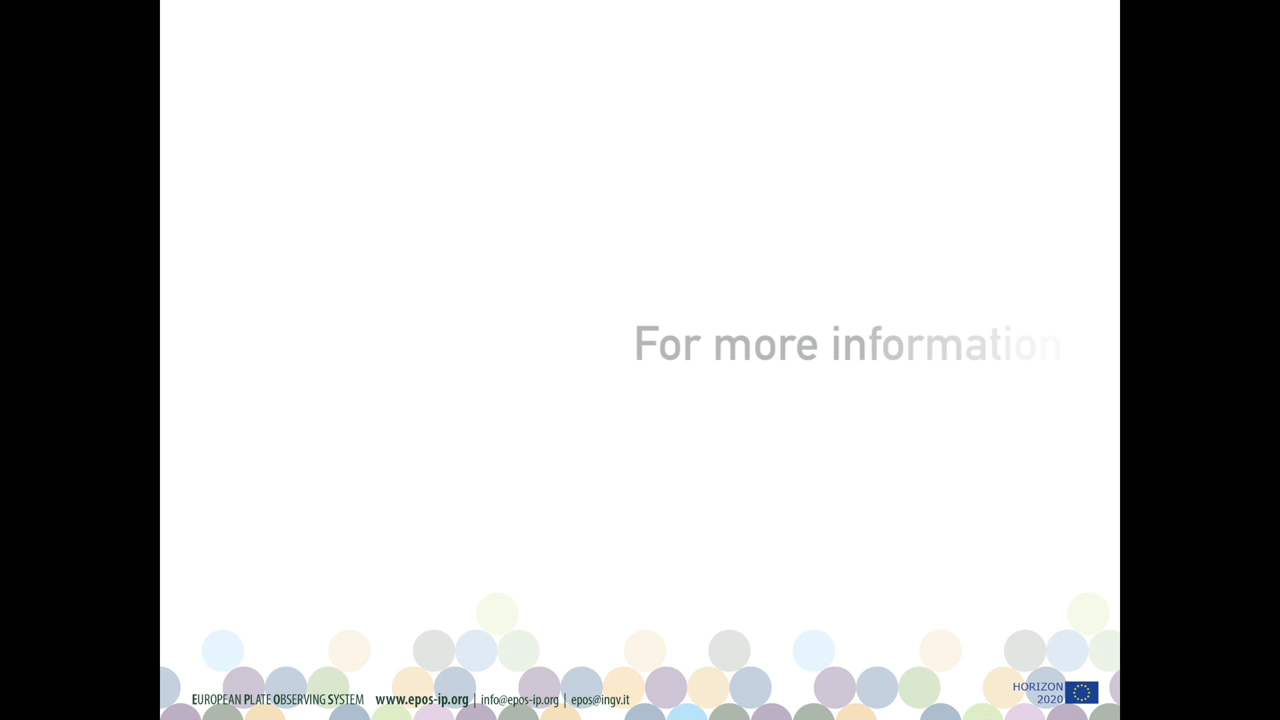 For more information
EUROPEAN PLATE OBSERVING SYSTEM www.epos-ip.org | info@epos-ip.org | epos@ingv.it
HORIZON
2020